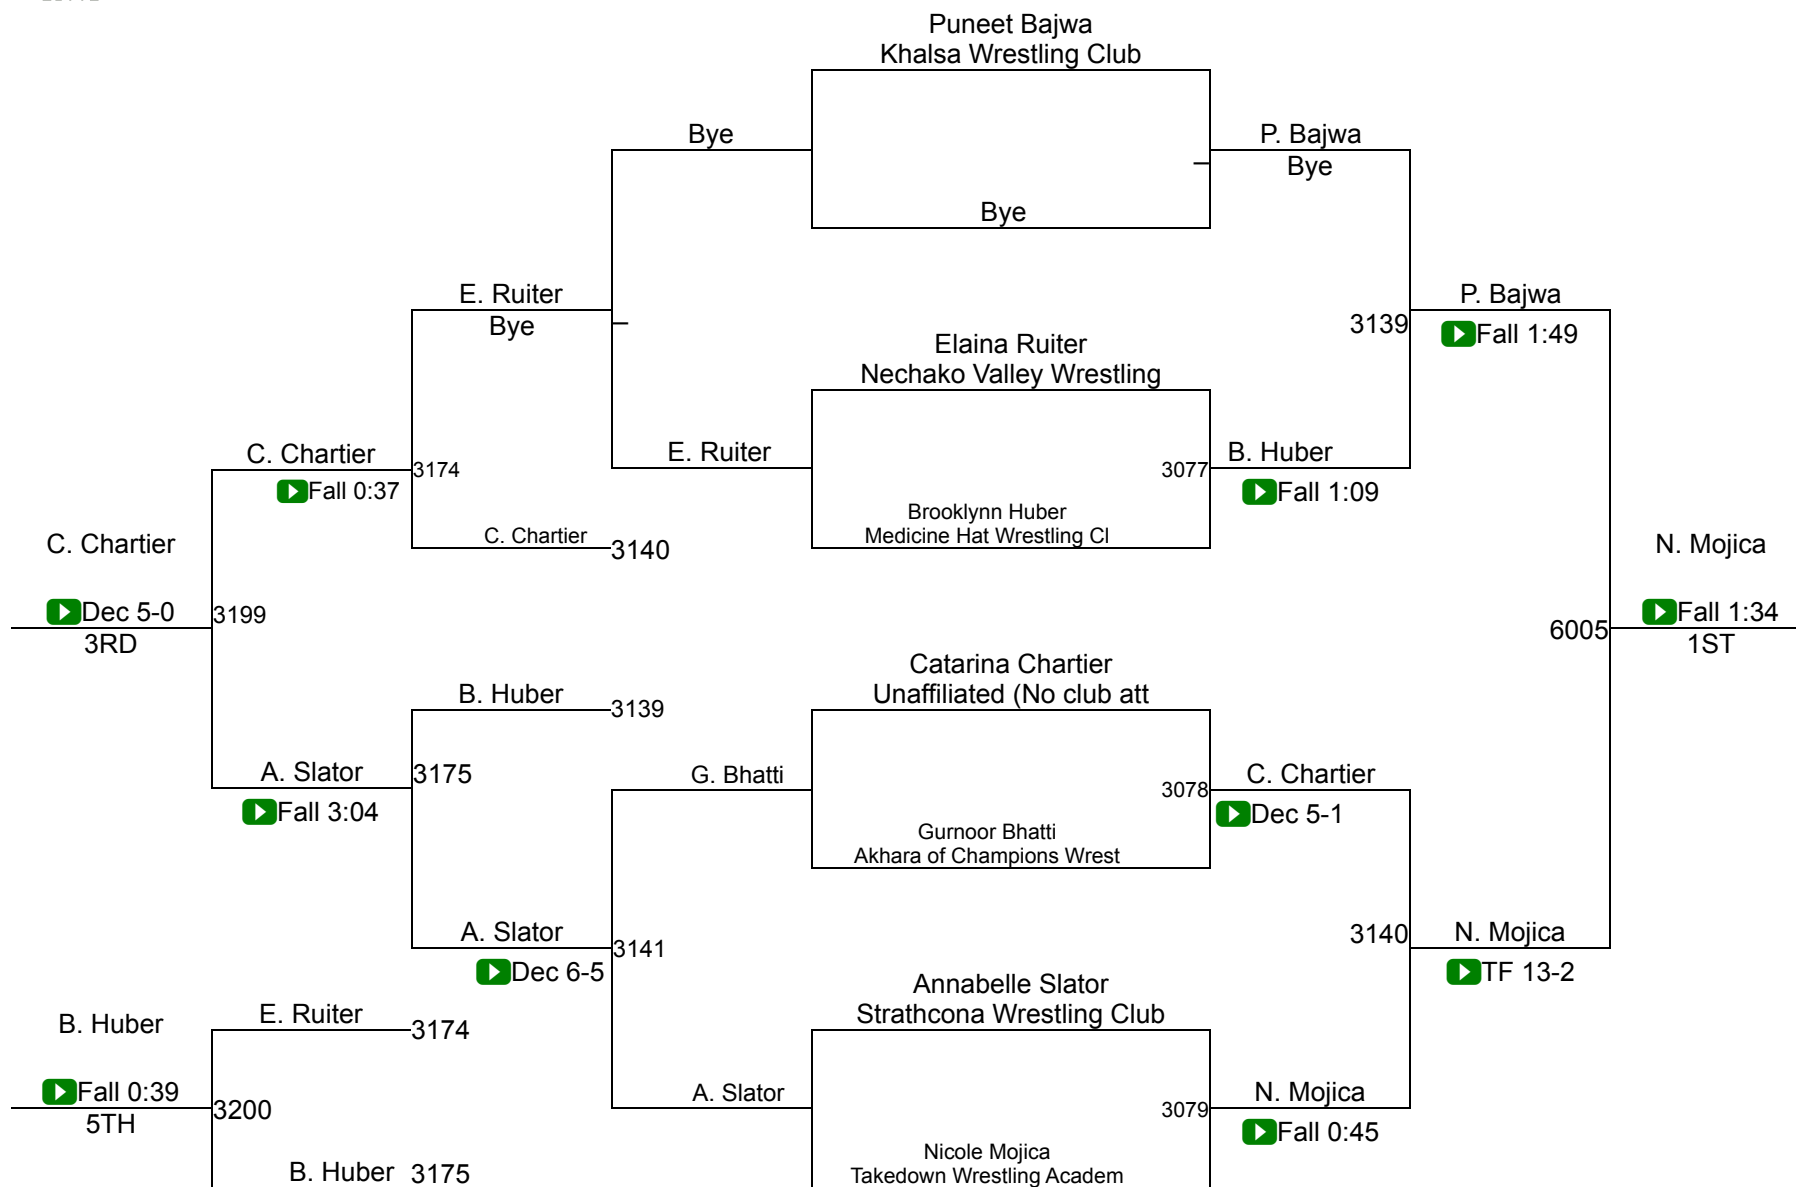 Puneet Bajwa
Khalsa Wrestling Club
Bye
P. Bajwa
Bye
Bye
E. Ruiter
Bye
P. Bajwa
3139
Fall 1:49
Elaina Ruiter
Nechako Valley Wrestling
C. Chartier
3174
Fall 0:37
E. Ruiter
3077
B. Huber
Fall 1:09
Brooklynn Huber
Medicine Hat Wrestling Cl
C. Chartier
3140
C. Chartier
N. Mojica
Dec 5-0
3199
3RD
6005
Fall 1:34
1ST
Catarina Chartier
Unaffiliated (No club att
B. Huber
3139
A. Slator
3175
Fall 3:04
G. Bhatti
3078
C. Chartier
Dec 5-1
Gurnoor Bhatti
Akhara of Champions Wrest
A. Slator
3141
Dec 6-5
3140
N. Mojica
TF 13-2
Annabelle Slator
Strathcona Wrestling Club
B. Huber
E. Ruiter
3174
Fall 0:39
3200
5TH
A. Slator
3079
N. Mojica
Fall 0:45
Nicole Mojica
Takedown Wrestling Academ
B. Huber
3175